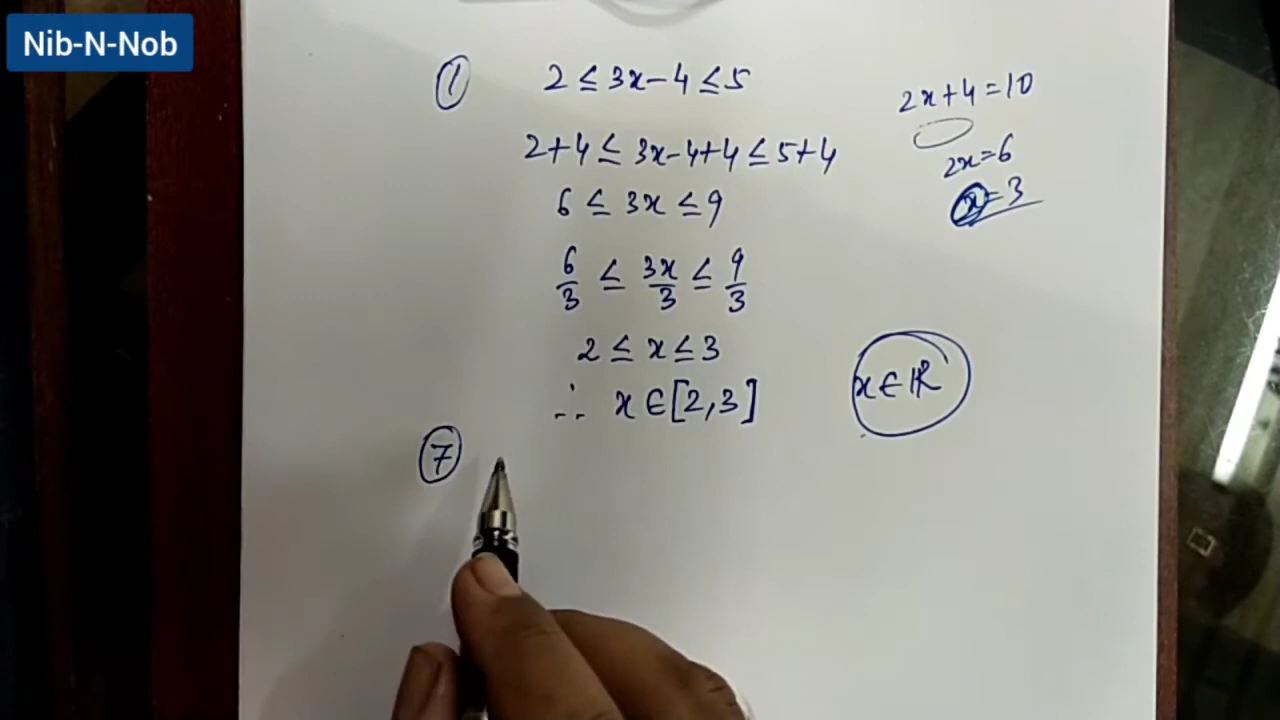 Nib-N-Nob
① 2 ≤ 3x - 4 ≤ 5
2+4 ≤ 3x-4+4 ≤ 5+4
6 ≤ 3x ≤ 9
6/3 ≤ 3x/3 ≤ 9/3
2 ≤ x ≤ 3
∴ x ∈ [2,3]
⑦
2x+4=10
2x=6
x=3
x ∈ ℝ